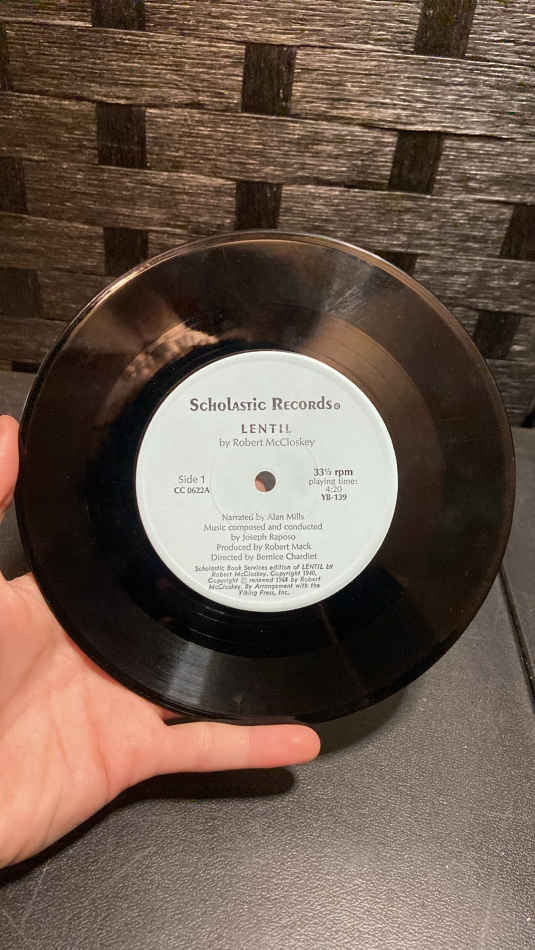 Scholastic Records®
LENTIL
by Robert McCloskey
Side 1
CC 0622A
33⅓ rpm
playing time:
4:20
YB-139
Narrated by Alan Mills
Music composed and conducted
by Joseph Raposo
Produced by Robert Mack
Directed by Bernice Chardiet
Scholastic Book Services edition of LENTIL by
Robert McCloskey. Copyright 1940,
Copyright © renewed 1968 by Robert
McCloskey. By Arrangement with the
Viking Press, Inc.